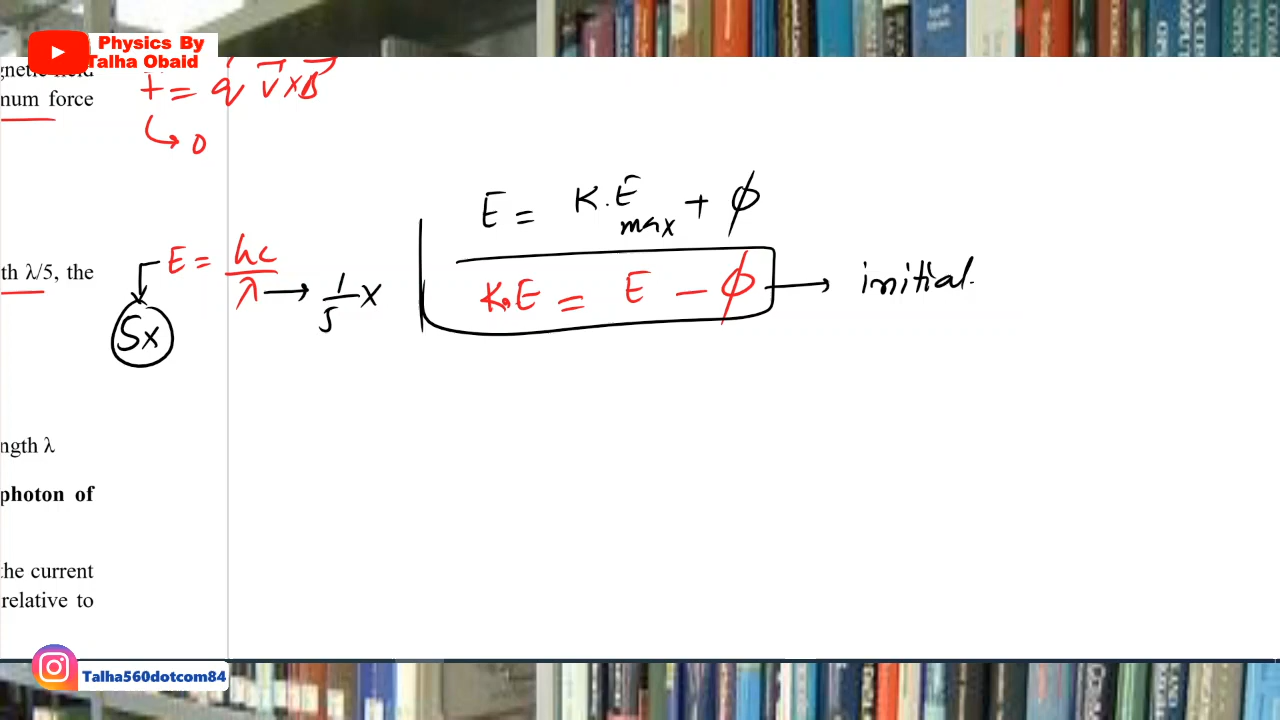 Physics By
Talha Obaid
gnetic field
num force
F = q v × B
↳ 0
E = K.E max + ϕ
th λ/5, the
E = hc/λ → 1/5 x
K.E = E − ϕ → initial.
5x
ngth λ
photon of
the current
relative to
Talha560dotcom84